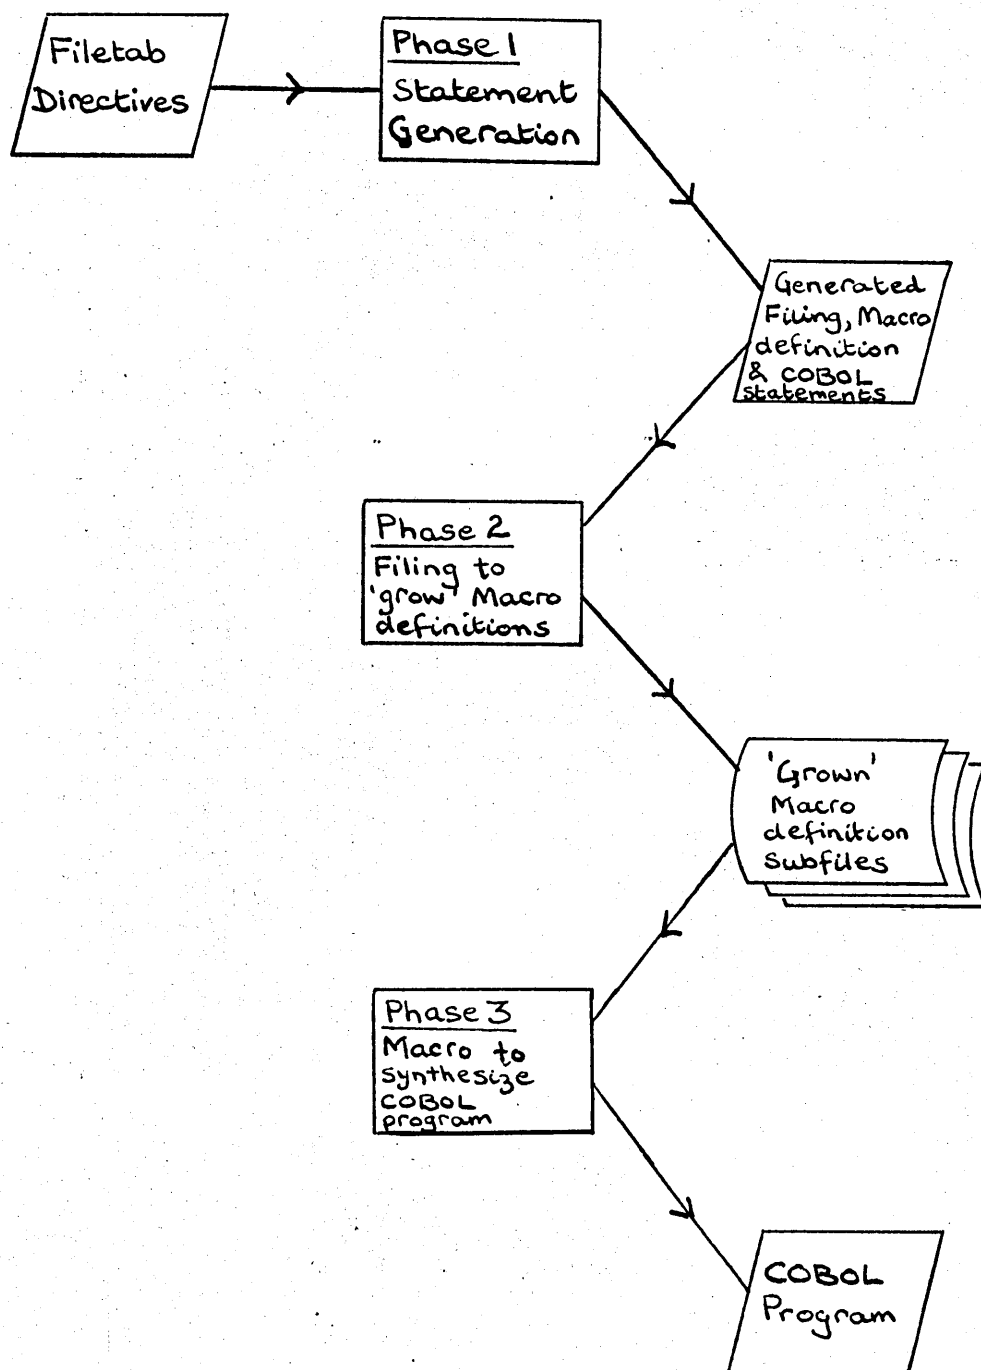 Filetab
Directives
Phase 1
Statement
Generation
Generated
Filing, Macro
definition
& COBOL
statements
Phase 2
Filing to
'grow' Macro
definitions
'Grown'
Macro
definition
subfiles
Phase 3
Macro to
synthesize
COBOL
program
COBOL
Program